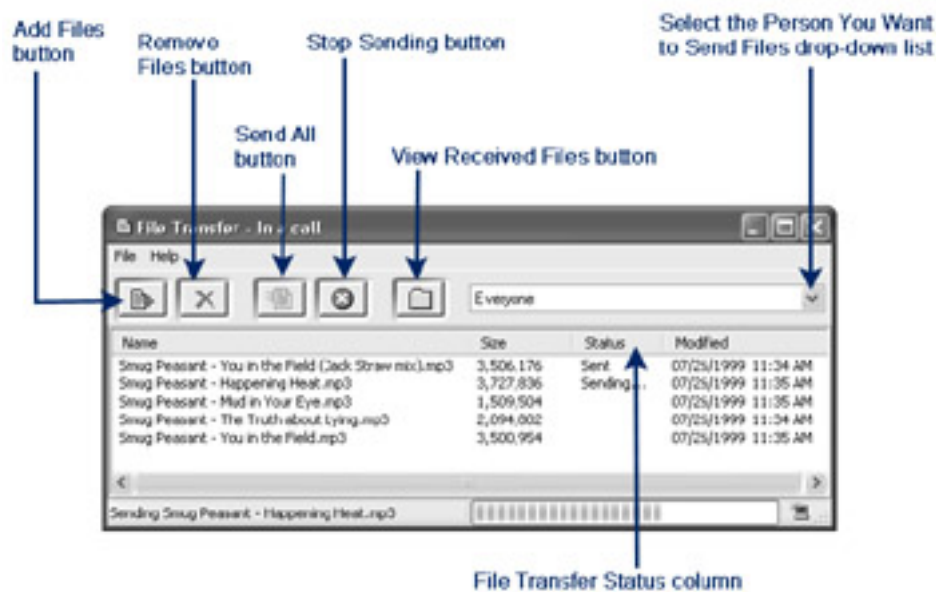 Add Files
button
Remove
Files button
Stop Sending button
Select the Person You Want
to Send Files drop-down list
Send All
button
View Received Files button
File Transfer - In a call
File Help
Everyone
Name Size Status Modified
Smug Peasant - You in the Field (Jack Straw mix).mp3 3,506,176 Sent 07/26/1999 11:34 AM
Smug Peasant - Happening Heat.mp3 3,727,836 Sending... 07/26/1999 11:35 AM
Smug Peasant - Mud in Your Eye.mp3 1,509,504 07/26/1999 11:35 AM
Smug Peasant - The Truth about Lying.mp3 2,094,802 07/26/1999 11:34 AM
Smug Peasant - You in the Field.mp3 3,500,954 07/26/1999 11:35 AM
Sending Smug Peasant - Happening Heat.mp3
File Transfer Status column